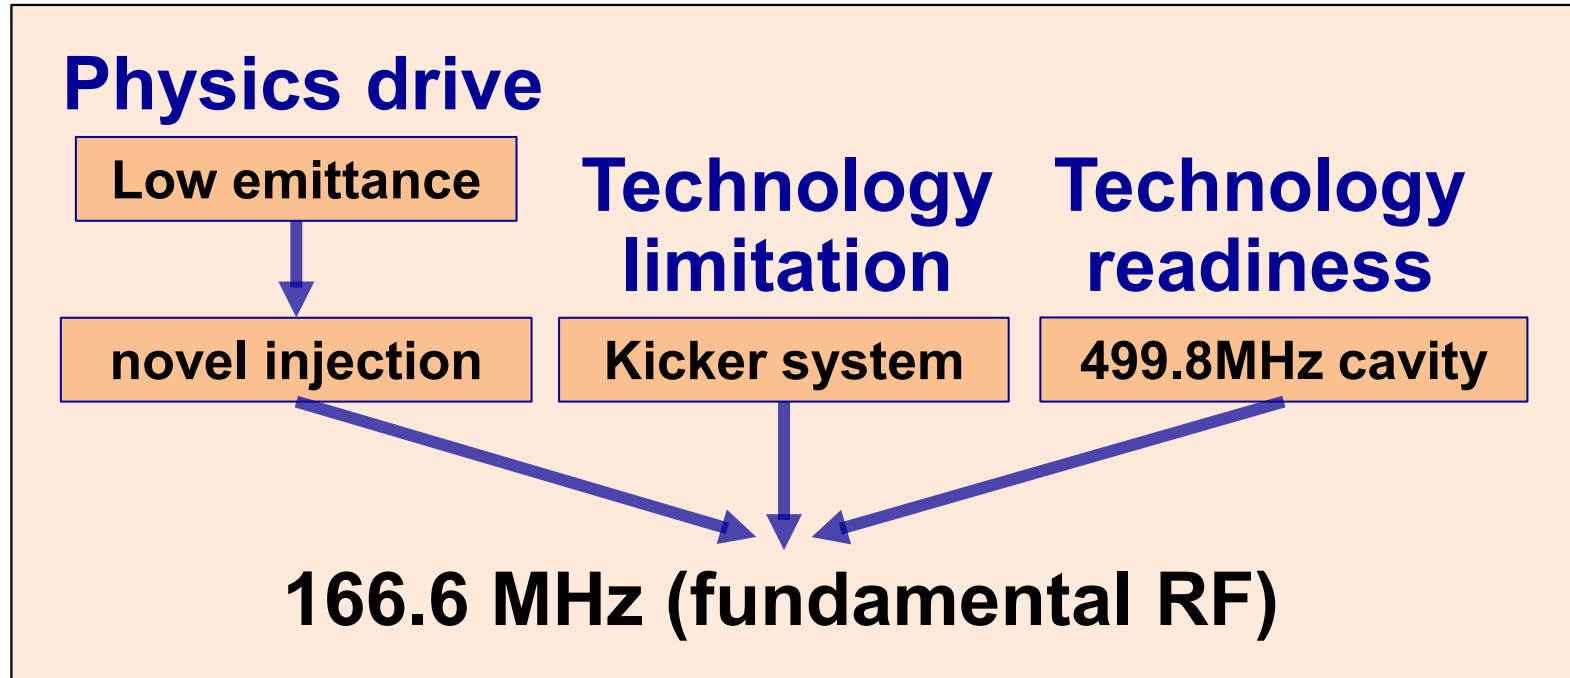 Physics drive
Low emittance
novel injection
Technology
limitation
Kicker system
Technology
readiness
499.8MHz cavity
166.6 MHz (fundamental RF)